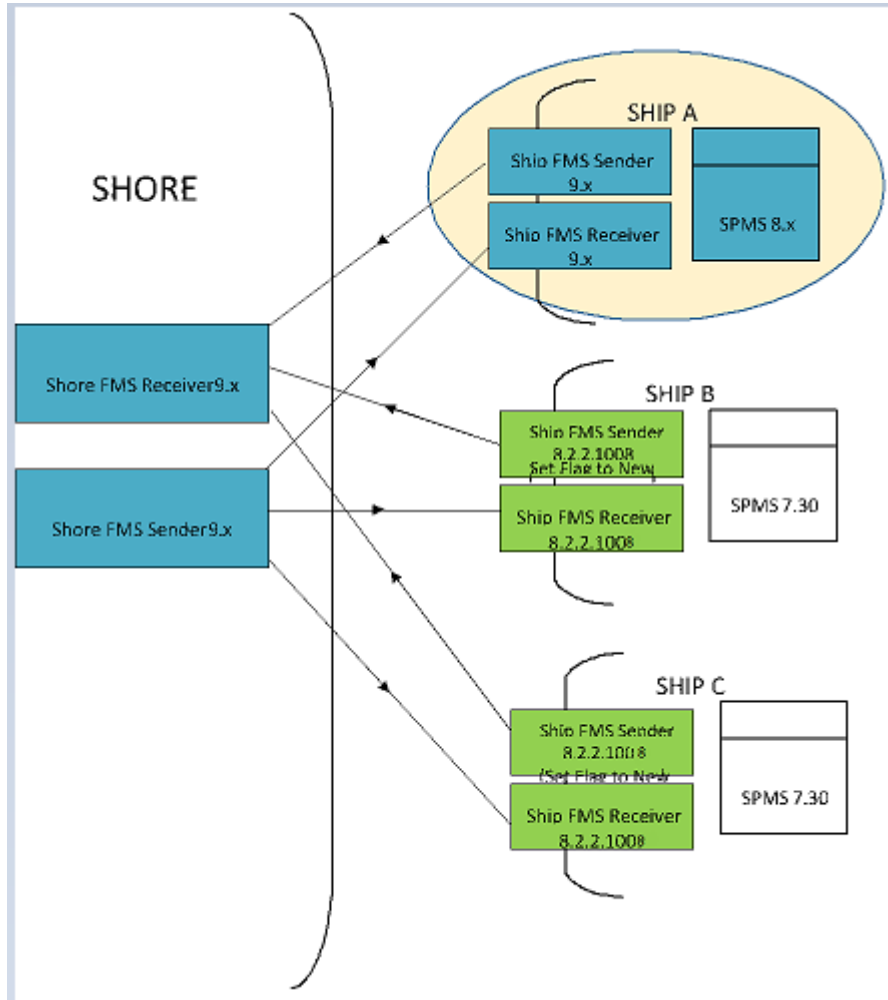 SHORE
Shore FMS Receiver9.x
Shore FMS Sender9.x
SHIP A
Ship FMS Sender
9.x
Ship FMS Receiver
9.x
SPMS 8.x
SHIP B
Ship FMS Sender
8.2.2.1008
Set Flag to New
Ship FMS Receiver
8.2.2.1008
SPMS 7.30
SHIP C
Ship FMS Sender
8.2.2.1008
(Set Flag to New
Ship FMS Receiver
8.2.2.1008
SPMS 7.30